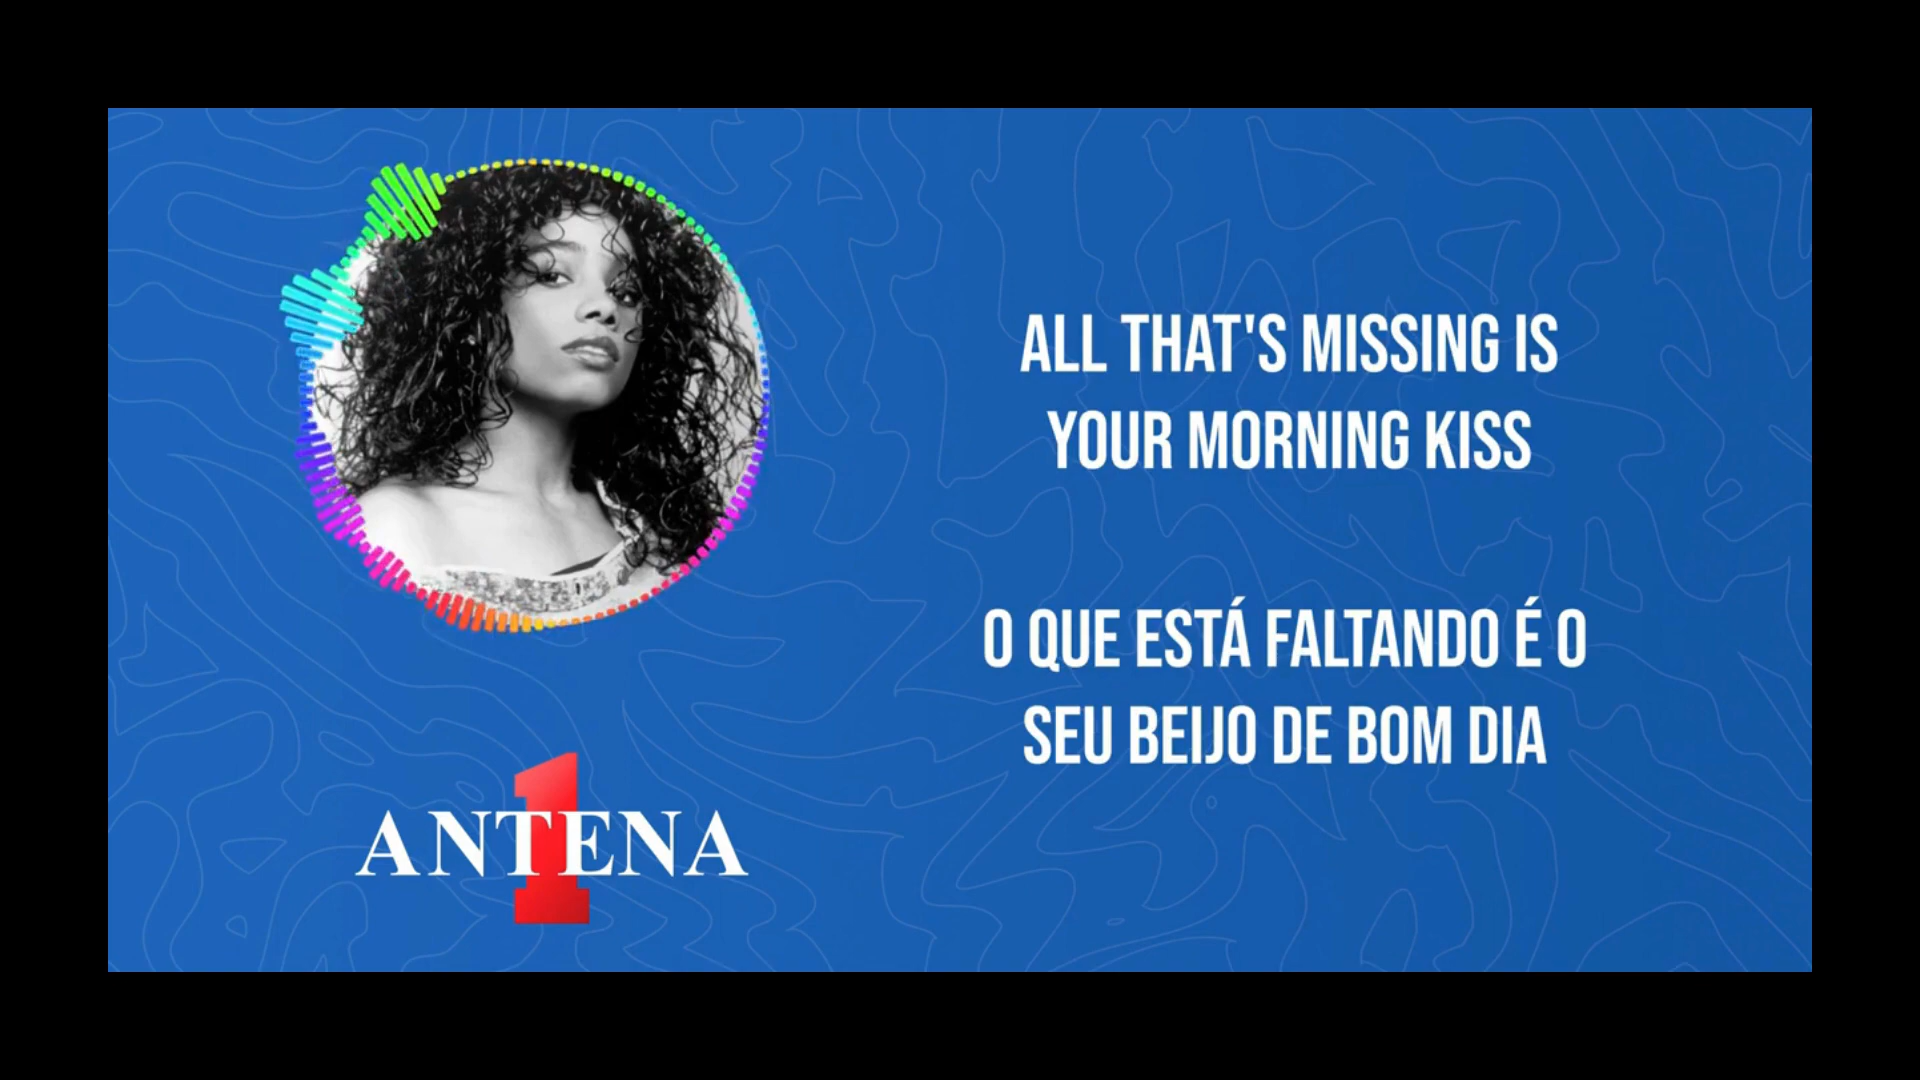 ALL THAT'S MISSING IS
YOUR MORNING KISS
O QUE ESTÁ FALTANDO É O
SEU BEIJO DE BOM DIA
ANTENA 1